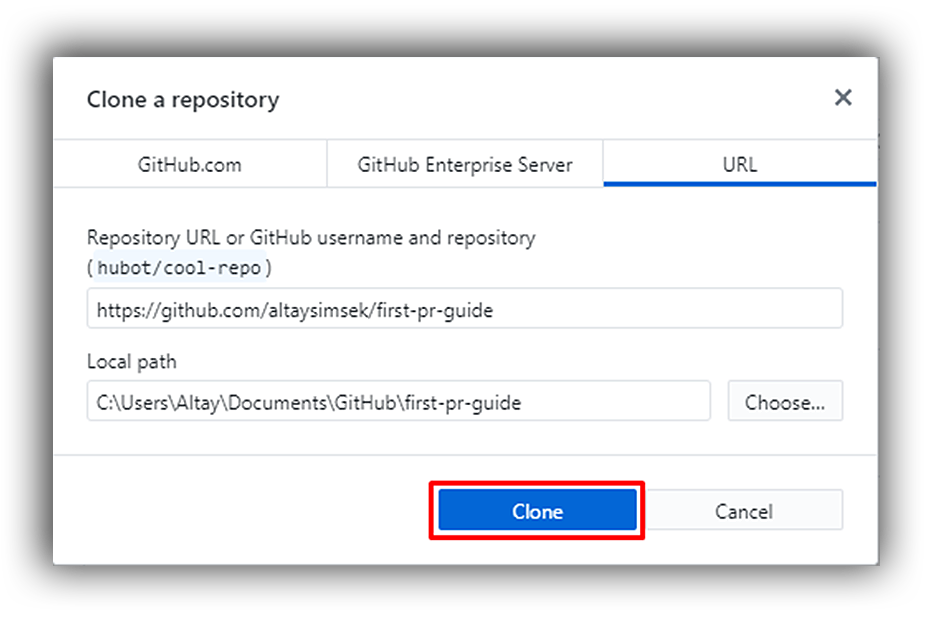 Clone a repository
GitHub.com
GitHub Enterprise Server
URL
Repository URL or GitHub username and repository
(hubot/cool-repo)
https://github.com/altaysimsek/first-pr-guide
Local path
C:\Users\Altay\Documents\GitHub\first-pr-guide
Choose...
Clone
Cancel